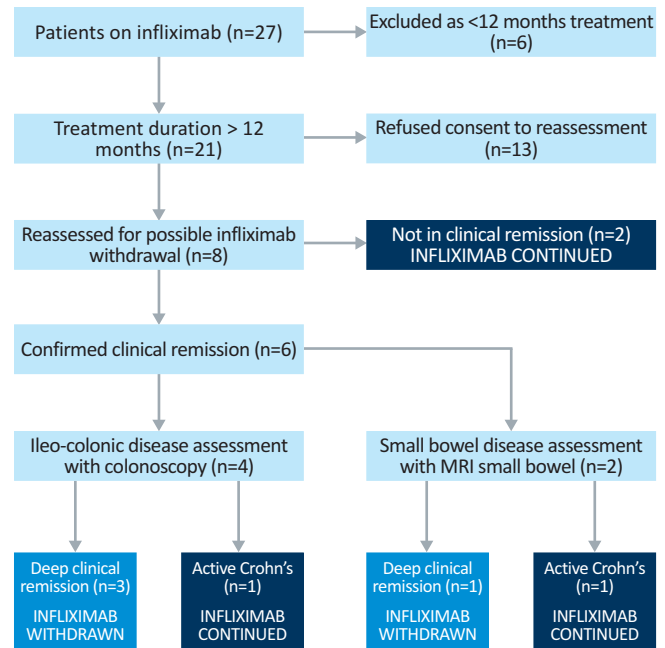 Patients on infliximab (n=27)
Excluded as <12 months treatment
(n=6)
Treatment duration > 12
months (n=21)
Refused consent to reassessment
(n=13)
Reassessed for possible infliximab
withdrawal (n=8)
Not in clinical remission (n=2)
INFLIXIMAB CONTINUED
Confirmed clinical remission (n=6)
Ileo-colonic disease assessment
with colonoscopy (n=4)
Small bowel disease assessment
with MRI small bowel (n=2)
Deep clinical
remission (n=3)
INFLIXIMAB
WITHDRAWN
Active Crohn's
(n=1)
INFLIXIMAB
CONTINUED
Deep clinical
remission (n=1)
INFLIXIMAB
WITHDRAWN
Active Crohn's
(n=1)
INFLIXIMAB
CONTINUED